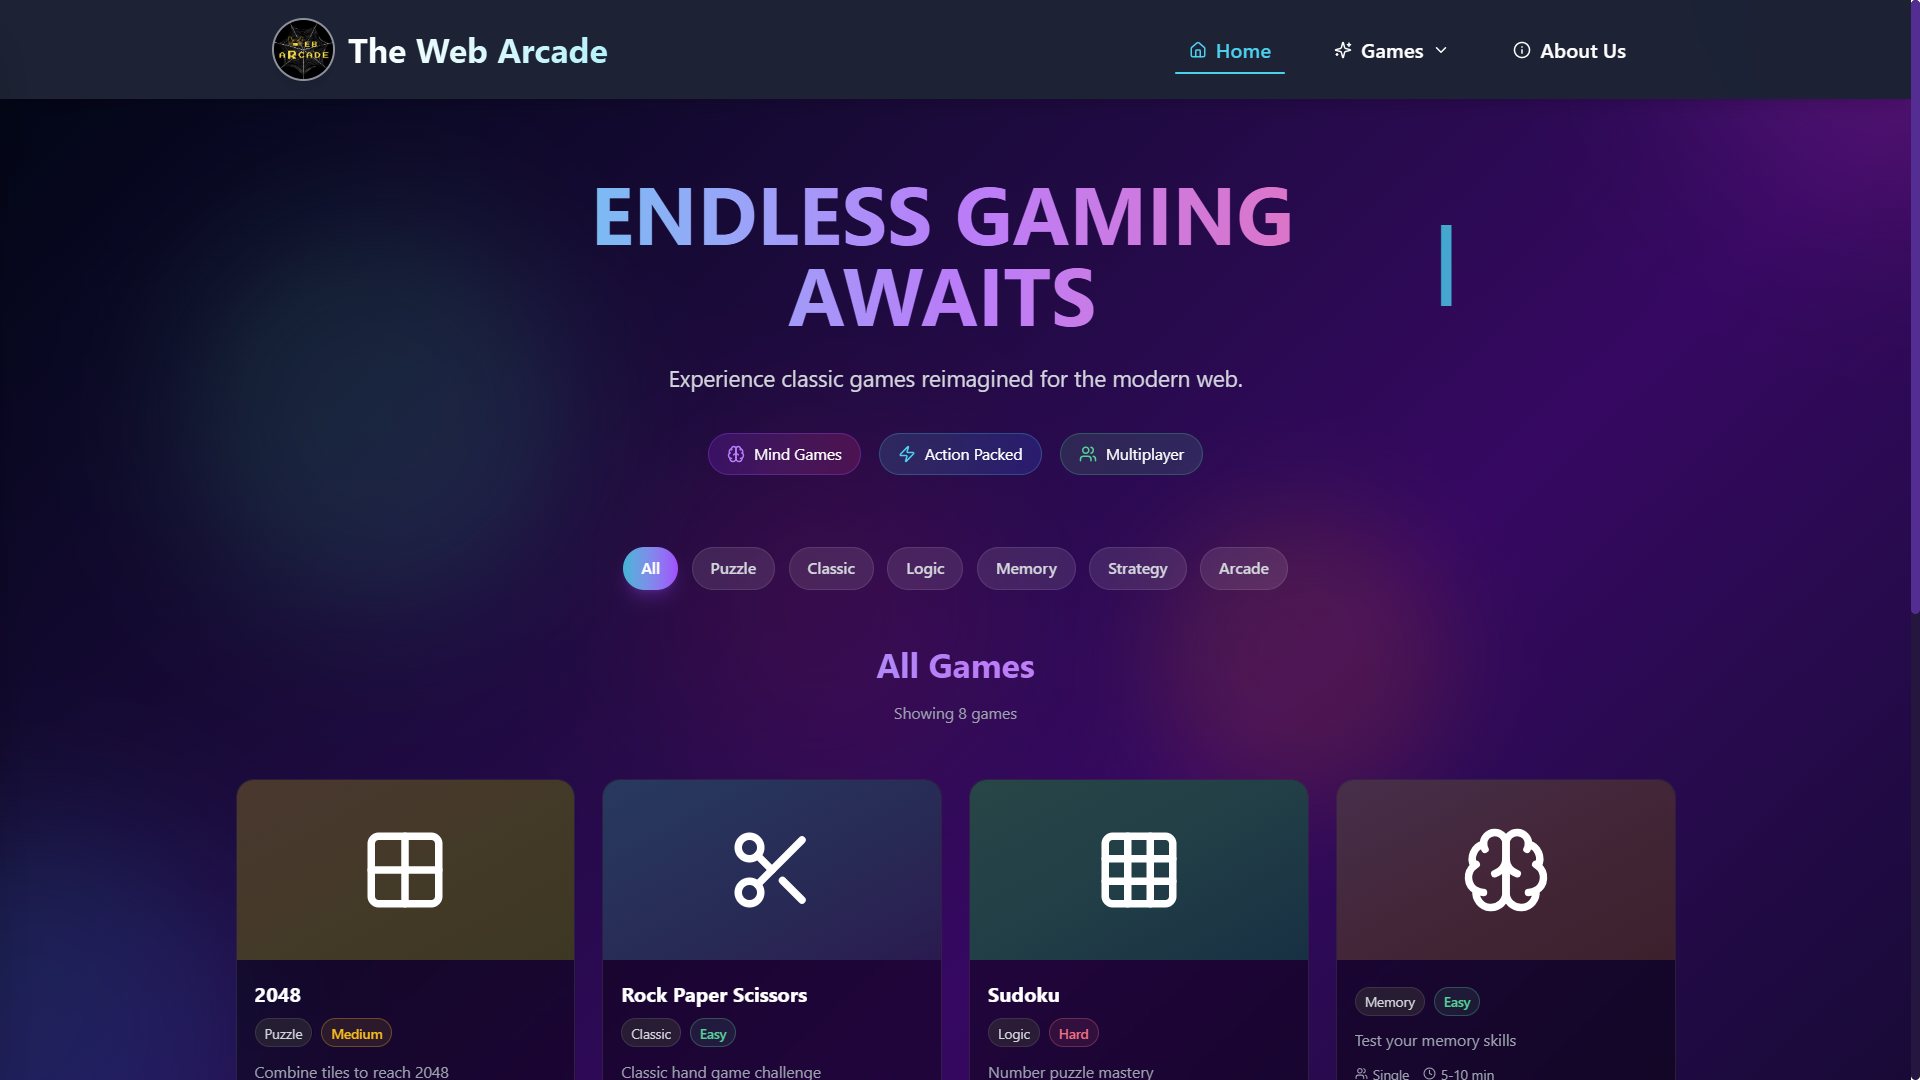 WEB
ARCADE
The Web Arcade
Home
Games
About Us
ENDLESS GAMING
AWAITS
Experience classic games reimagined for the modern web.
Mind Games
Action Packed
Multiplayer
All
Puzzle
Classic
Logic
Memory
Strategy
Arcade
All Games
Showing 8 games
2048
Puzzle
Medium
Combine tiles to reach 2048
Rock Paper Scissors
Classic
Easy
Classic hand game challenge
Sudoku
Logic
Hard
Number puzzle mastery
Memory
Easy
Test your memory skills
Single
5-10 min